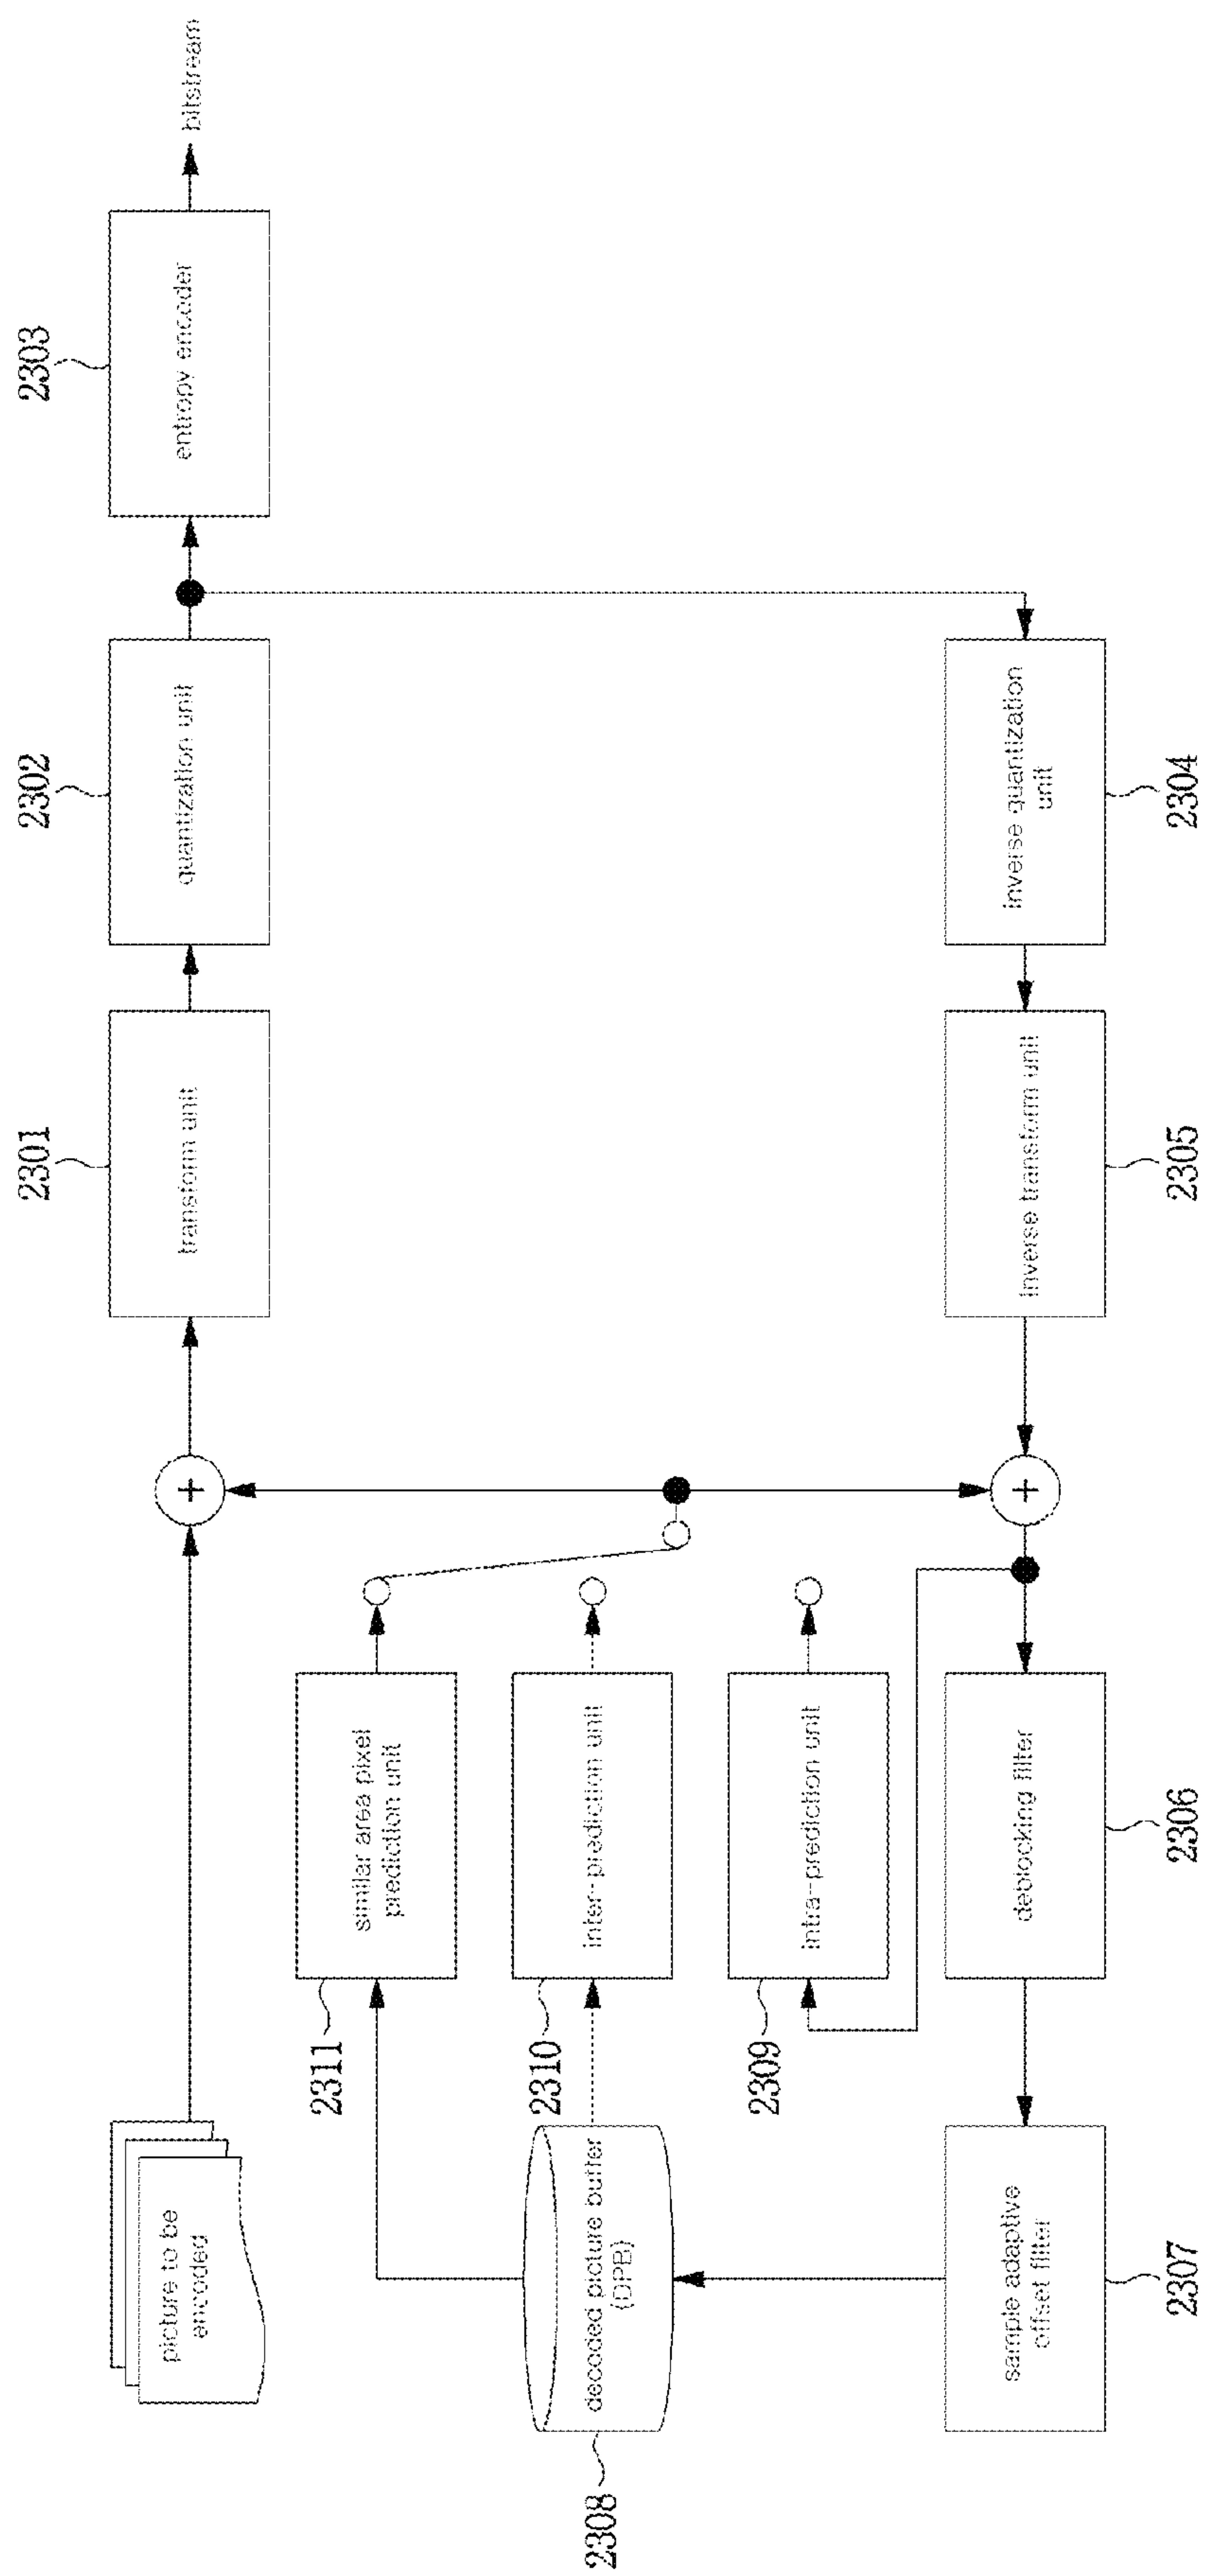 picture to be
encoded
2301
transform unit
2302
quantization unit
2303
entropy encoder
bitstream
+
2311
similar area pixel
prediction unit
2310
inter-prediction unit
2309
intra-prediction unit
2308
decoded picture buffer
(DPB)
+
sample adaptive
offset filter
2307
deblocking filter
2306
inverse transform unit
2305
inverse quantization
unit
2304